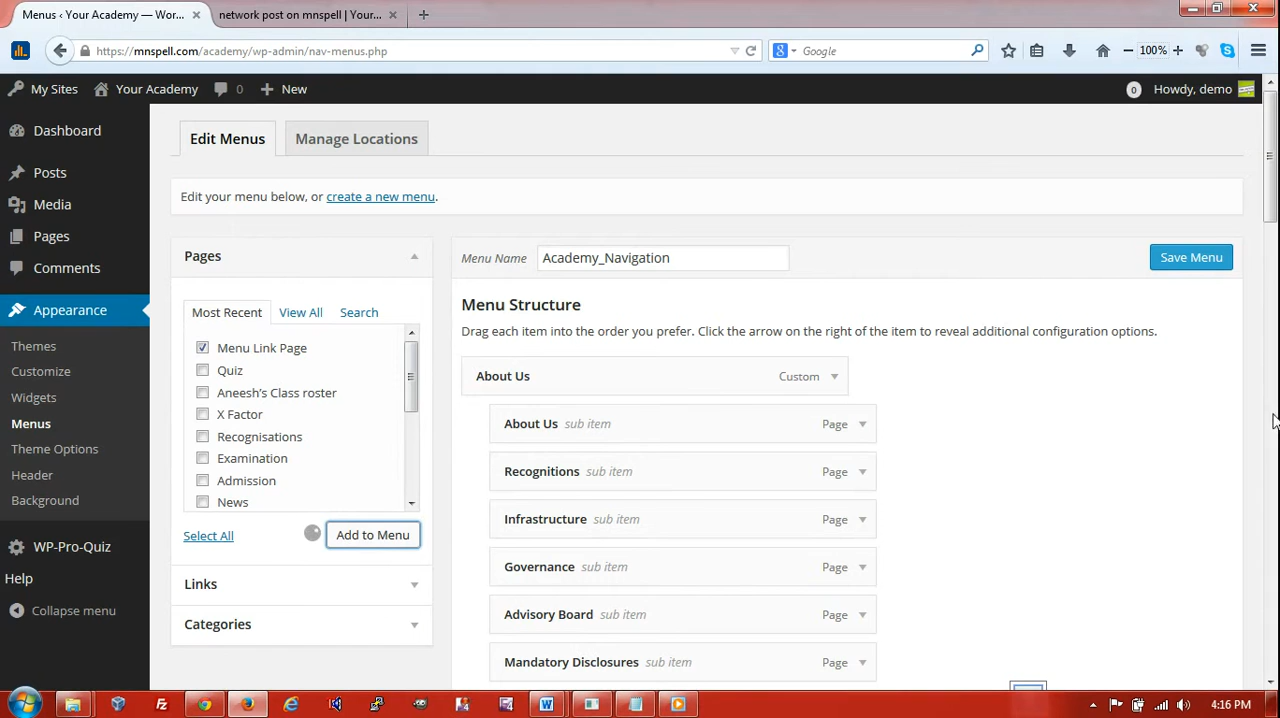 Menus ‹ Your Academy — Wor... ×
network post on mnspell | Your... ×
https://mnspell.com/academy/wp-admin/nav-menus.php
Google
100%
My Sites
Your Academy
0
New
0
Howdy, demo
Dashboard
Posts
Media
Pages
Comments
Appearance
Themes
Customize
Widgets
Menus
Theme Options
Header
Background
WP-Pro-Quiz
Help
Collapse menu
Edit Menus
Manage Locations
Edit your menu below, or create a new menu.
Pages
Most Recent
View All
Search
Menu Link Page
Quiz
Aneesh's Class roster
X Factor
Recognisations
Examination
Admission
News
Select All
Add to Menu
Links
Categories
Menu Name
Academy_Navigation
Save Menu
Menu Structure
Drag each item into the order you prefer. Click the arrow on the right of the item to reveal additional configuration options.
About Us
Custom
About Us sub item
Page
Recognitions sub item
Page
Infrastructure sub item
Page
Governance sub item
Page
Advisory Board sub item
Page
Mandatory Disclosures sub item
Page
4:16 PM